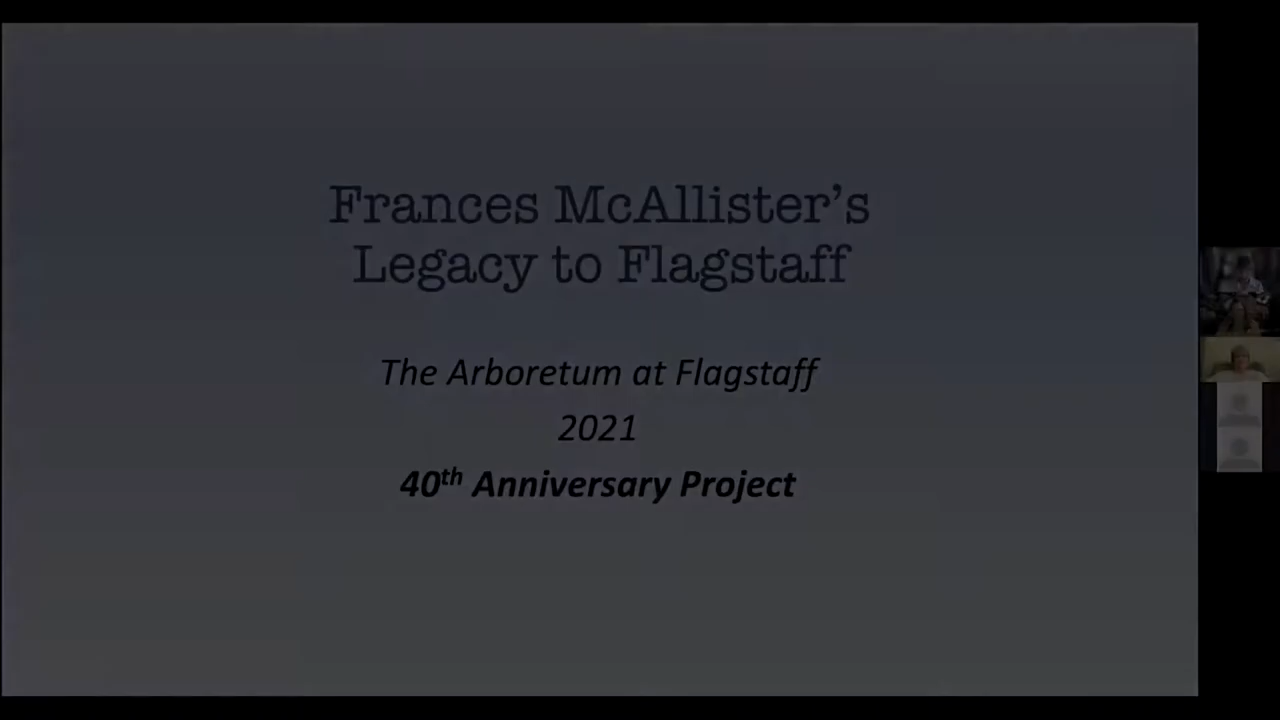 Frances McAllister’s
Legacy to Flagstaff
The Arboretum at Flagstaff
2021
40th Anniversary Project